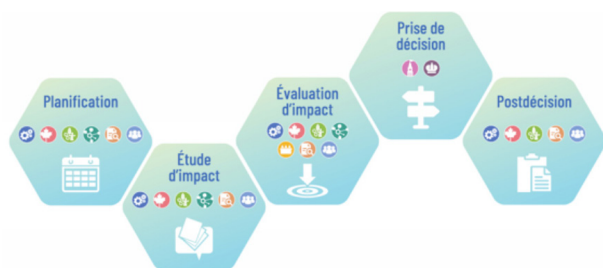 Planification
Étude
d'impact
Évaluation
d'impact
Prise de
décision
Postdécision